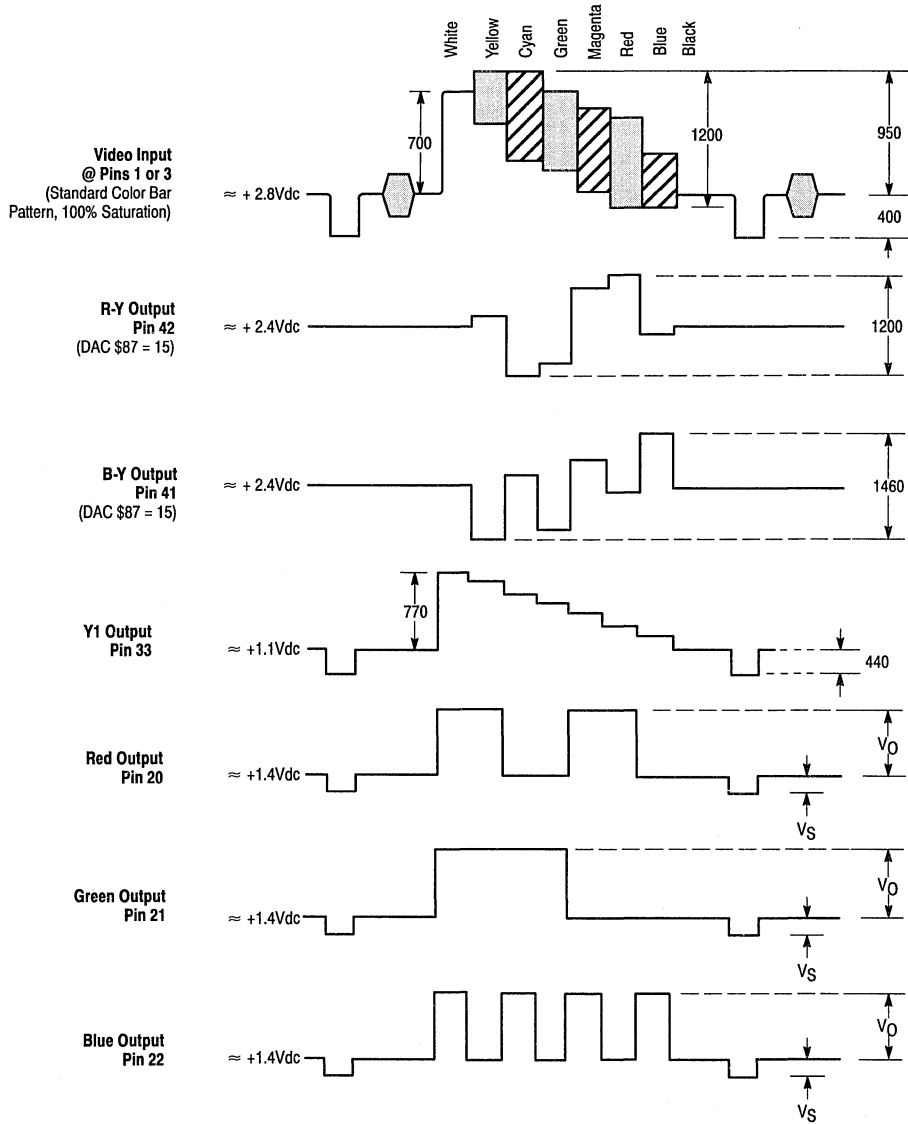 White
Yellow
Cyan
Green
Magenta
Red
Blue
Black
Video Input
@ Pins 1 or 3
(Standard Color Bar
Pattern, 100% Saturation)
≈ + 2.8Vdc
700
1200
950
400
R-Y Output
Pin 42
(DAC $87 = 15)
≈ + 2.4Vdc
1200
B-Y Output
Pin 41
(DAC $87 = 15)
≈ + 2.4Vdc
1460
Y1 Output
Pin 33
≈ +1.1Vdc
770
440
Red Output
Pin 20
≈ +1.4Vdc
VO
VS
Green Output
Pin 21
≈ +1.4Vdc
VO
VS
Blue Output
Pin 22
≈ +1.4Vdc
VO
VS